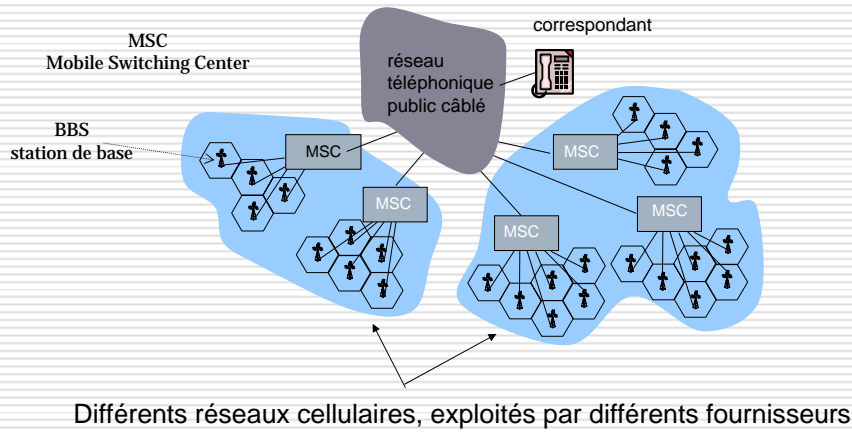 MSC
Mobile Switching Center
correspondant
réseau
téléphonique
public câblé
BBS
station de base
MSC
MSC
MSC
MSC
MSC
Différents réseaux cellulaires, exploités par différents fournisseurs